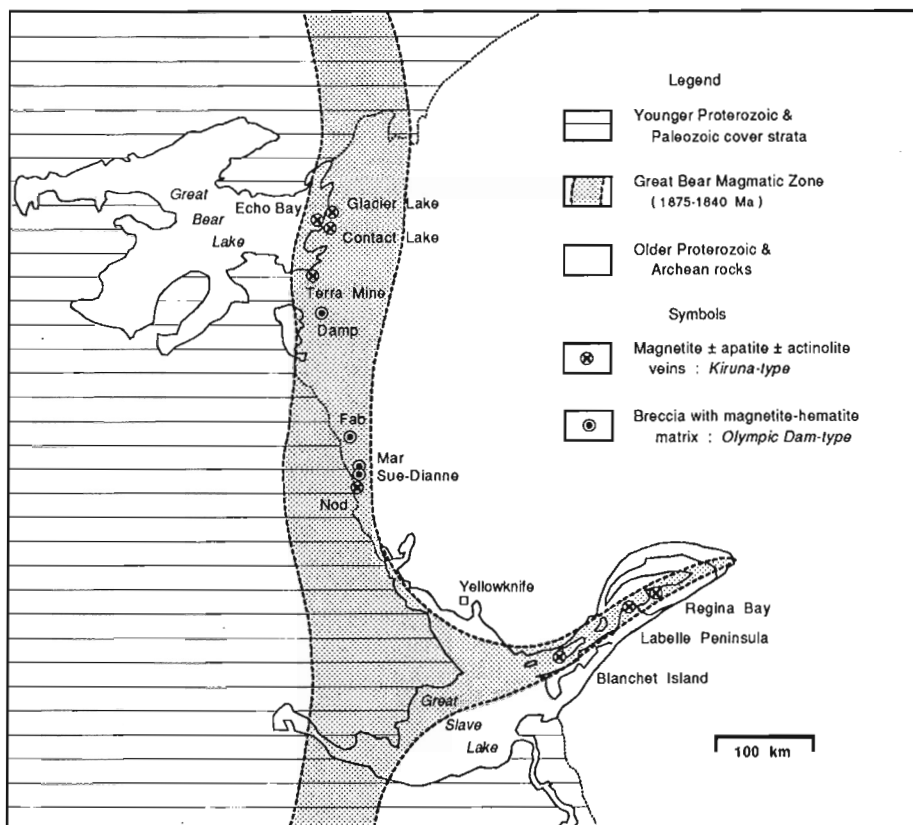 Legend
Younger Proterozoic &
Paleozoic cover strata
Great Bear Magmatic Zone
( 1875-1840 Ma )
Older Proterozoic &
Archean rocks
Symbols
Magnetite ± apatite ± actinolite
veins : Kiruna-type
Breccia with magnetite-hematite
matrix : Olympic Dam-type
Great
Bear
Lake
Echo Bay
Glacier Lake
Contact Lake
Terra Mine
Damp
Fab
Mar
Sue-Dianne
Nod
Yellowknife
Regina Bay
Labelle Peninsula
Blanchet Island
Great
Slave
Lake
100 km